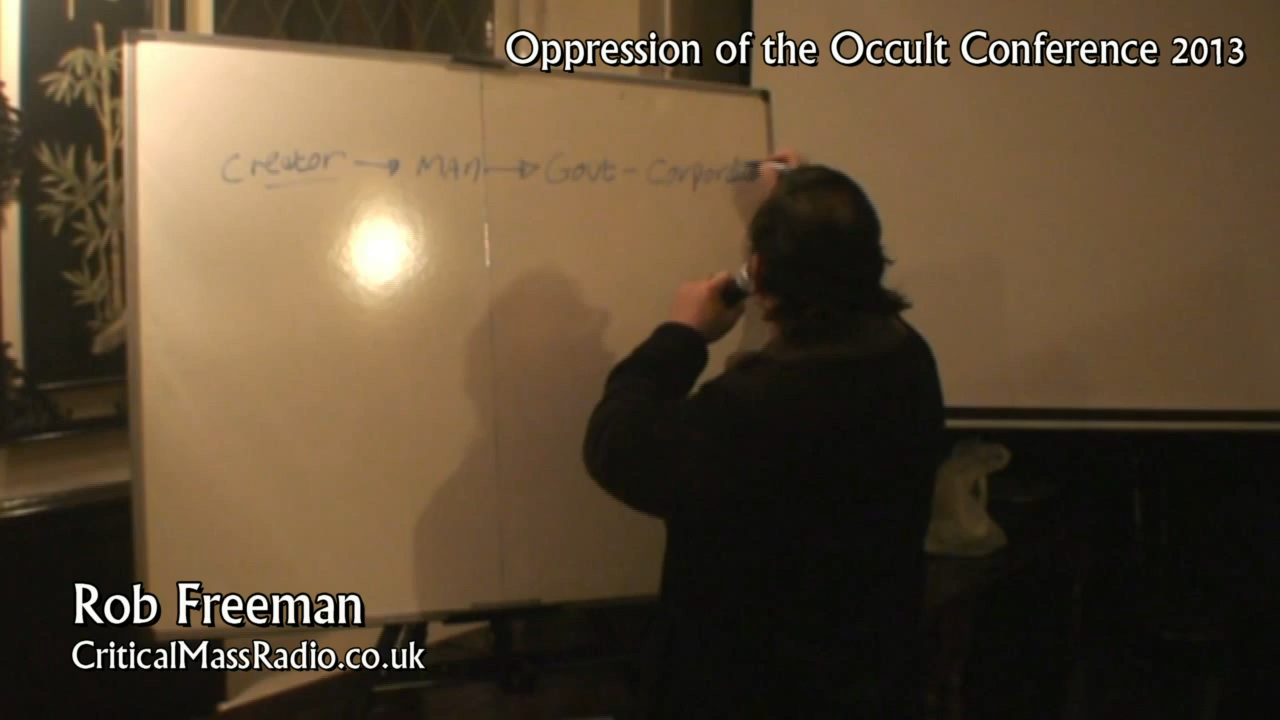 Oppression of the Occult Conference 2013
Creator → MAN → Govt - Corporat
Rob Freeman
CriticalMassRadio.co.uk